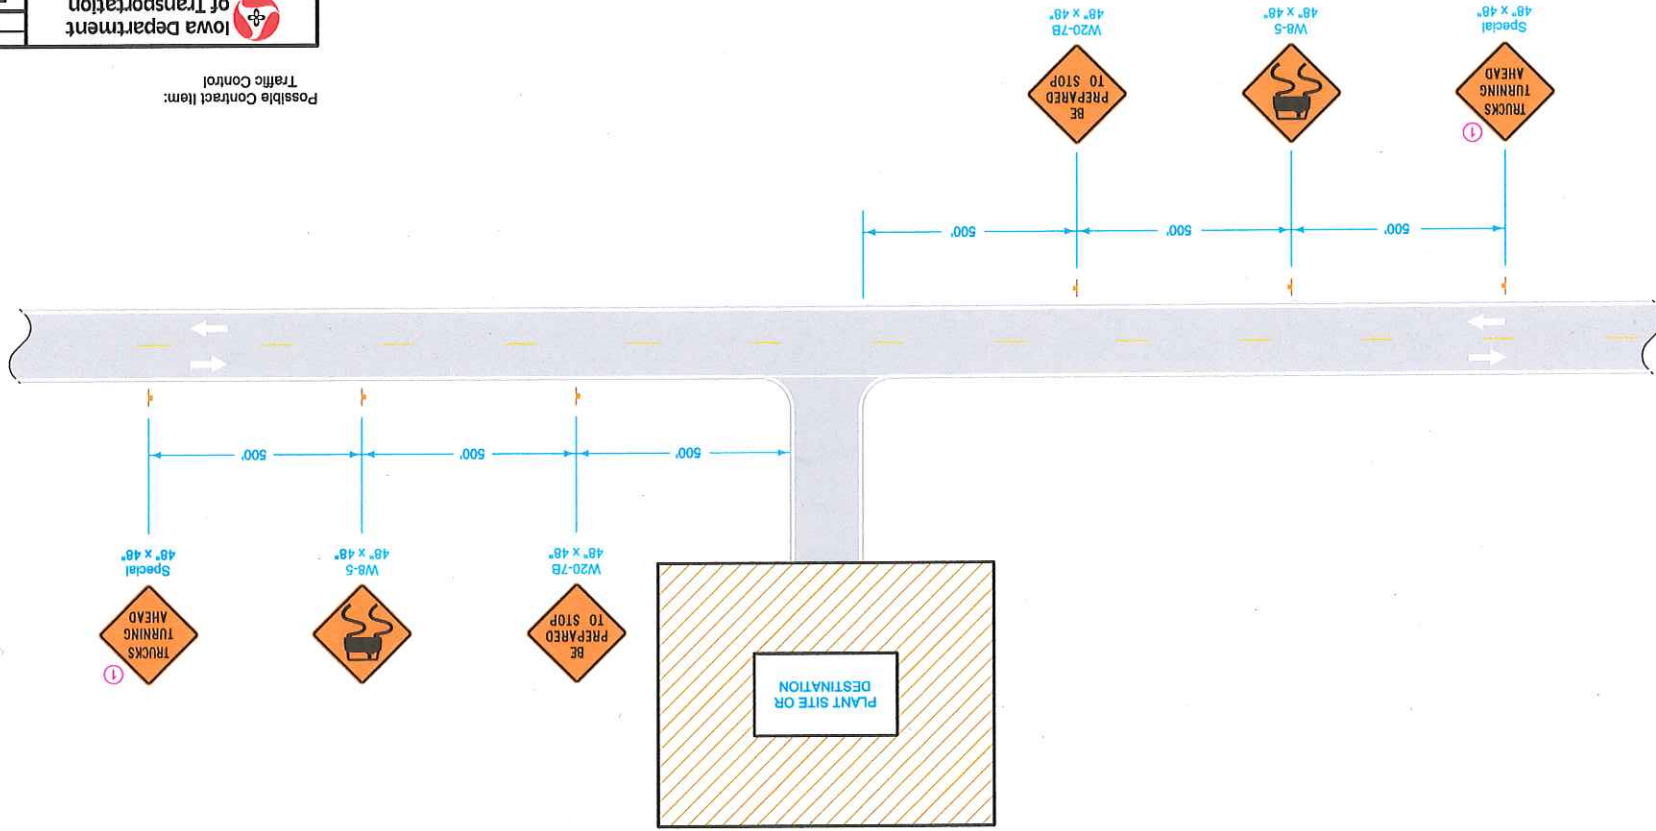 PLANT SITE OR
DESTINATION
BE
PREPARED
TO STOP
W20-7B
48" x 48"
W8-5
48" x 48"
1
TRUCKS
TURNING
AHEAD
Special
48" x 48"
500'
500'
500'
500'
500'
500'
1
TRUCKS
TURNING
AHEAD
Special
48" x 48"
W8-5
48" x 48"
BE
PREPARED
TO STOP
W20-7B
48" x 48"
Possible Contract Item:
Traffic Control
Iowa Department
of Transportation